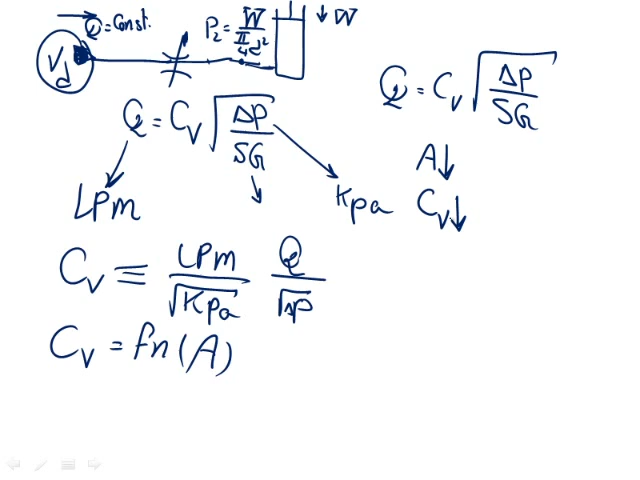 Q = Const.
P₂ = W / (π/4 d²)
↓ W
Vd
Q = Cv √(ΔP / SG)
Q = Cv √(ΔP / SG)
A↓
LPm
Kpa
Cv↓
Cv ≡ LPm / √Kpa Q / √ΔP
Cv = fn(A)